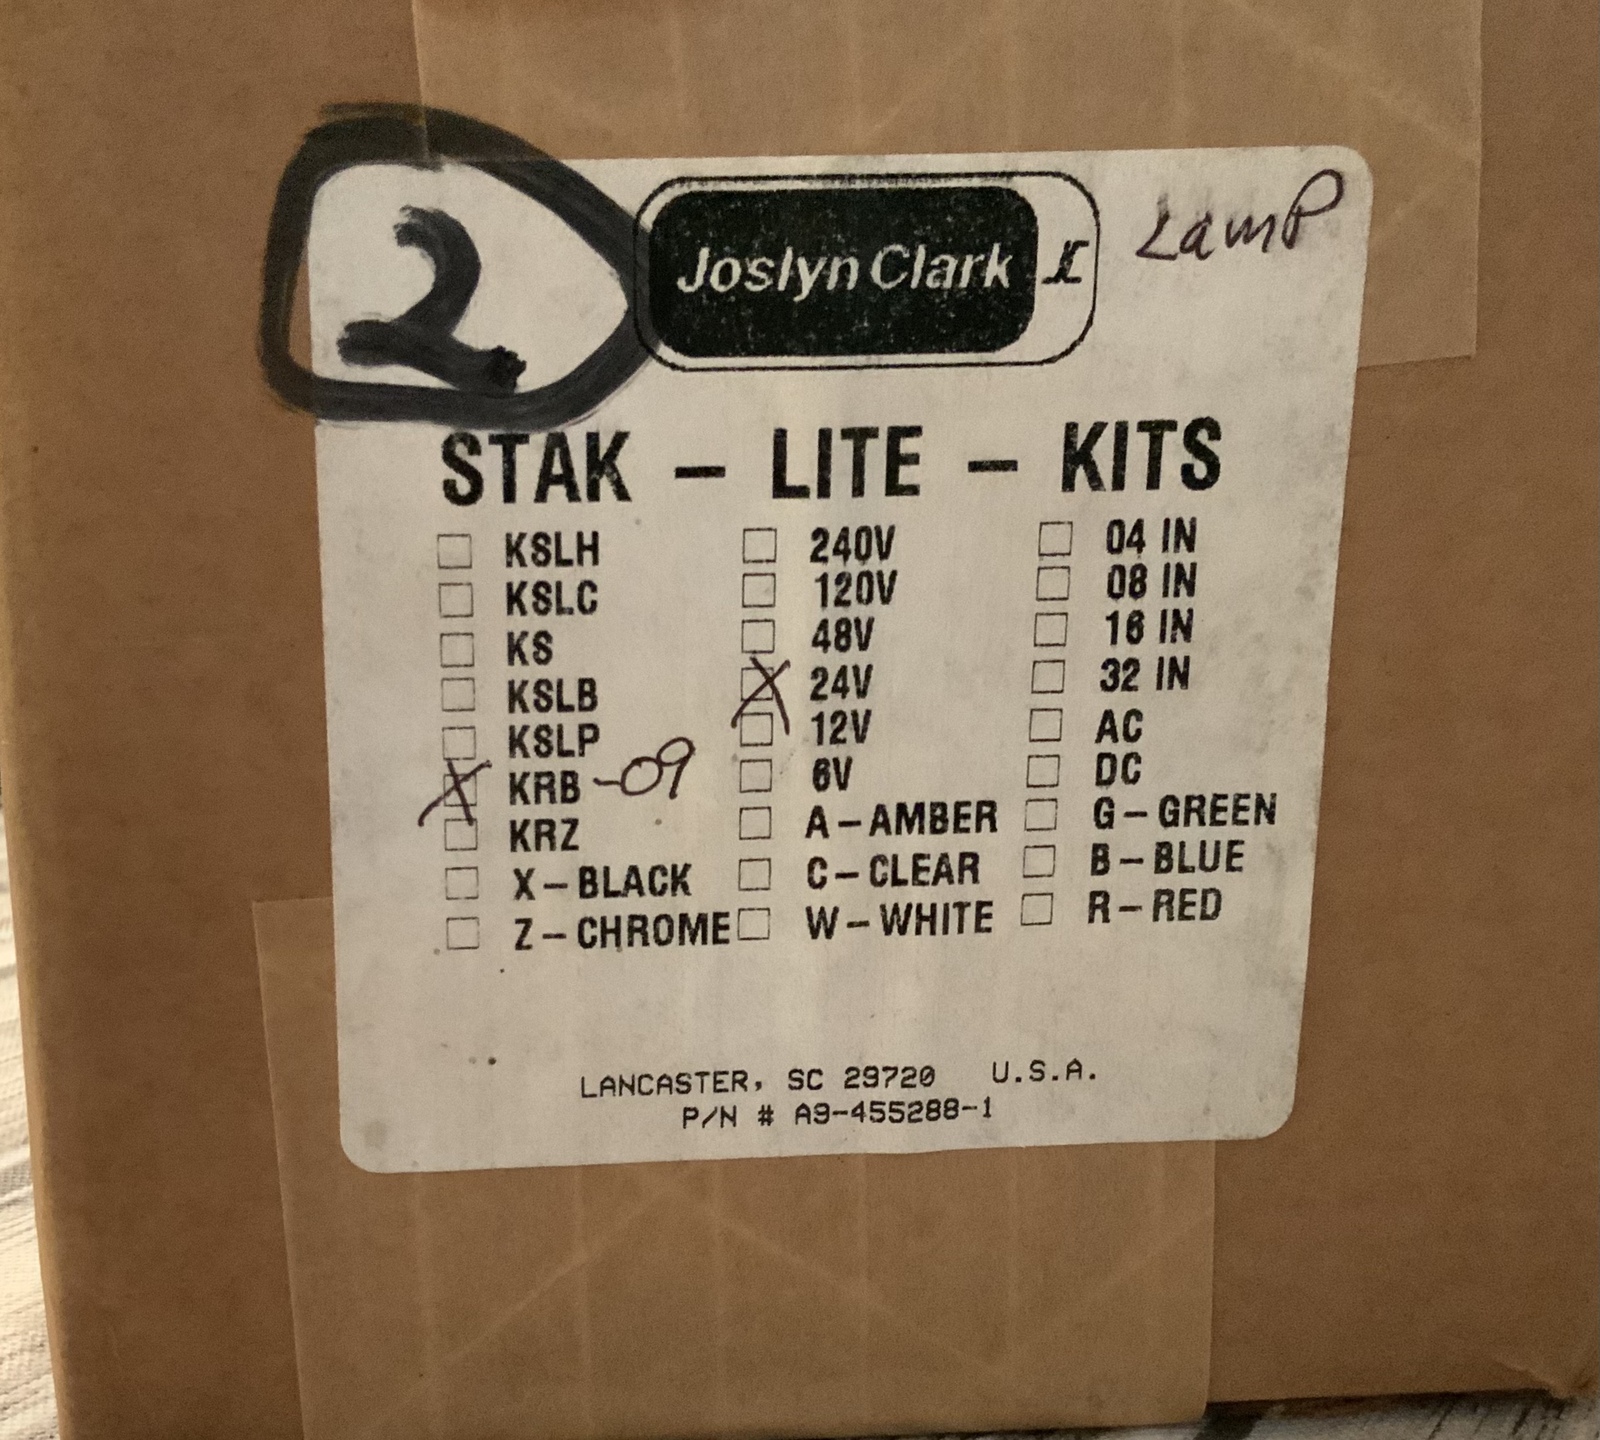 2
Joslyn Clark JC
Lamp
STAK - LITE - KITS
KSLH 240V 04 IN
KSLC 120V 08 IN
KS 48V 16 IN
KSLB 24V 32 IN
KSLP 12V AC
KRB -09 6V DC
KRZ A-AMBER G-GREEN
X-BLACK C-CLEAR B-BLUE
Z-CHROME W-WHITE R-RED
LANCASTER, SC 29720 U.S.A.
P/N # A9-455288-1